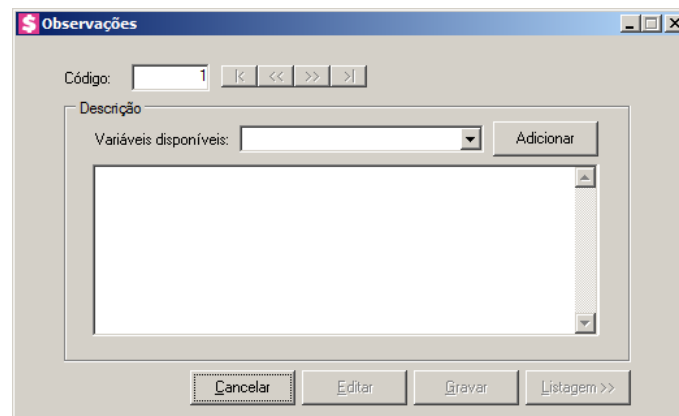 $ Observações
Código: 1 |< << >> >|
Descrição
Variáveis disponíveis: Adicionar
Cancelar Editar Gravar Listagem >>